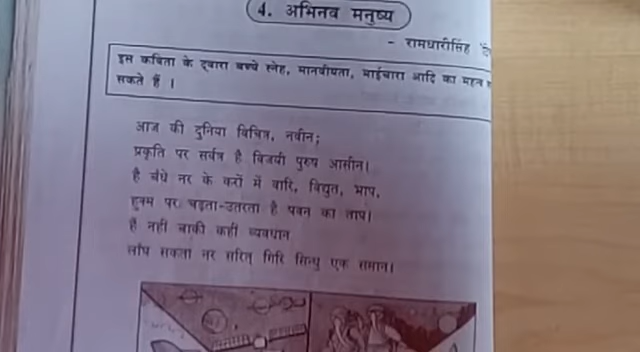 4. अभिनव मनुष्य
- रामधारीसिंह
इस कविता के द्वारा बच्चे स्नेह, मानवीयता, भाईचारा आदि का महत्व
सकते हैं ।
आज की दुनिया विचित्र, नवीन;
प्रकृति पर सर्वत्र है विजयी पुरुष आसीन।
है बँधे नर के करों में वारि, विद्युत, भाप,
हुक्म पर चढ़ता-उतरता है पवन का ताप।
है नहीं बाकी कहीं व्यवधान
लाँघ सकता नर सरित् गिरि सिन्धु एक समान।